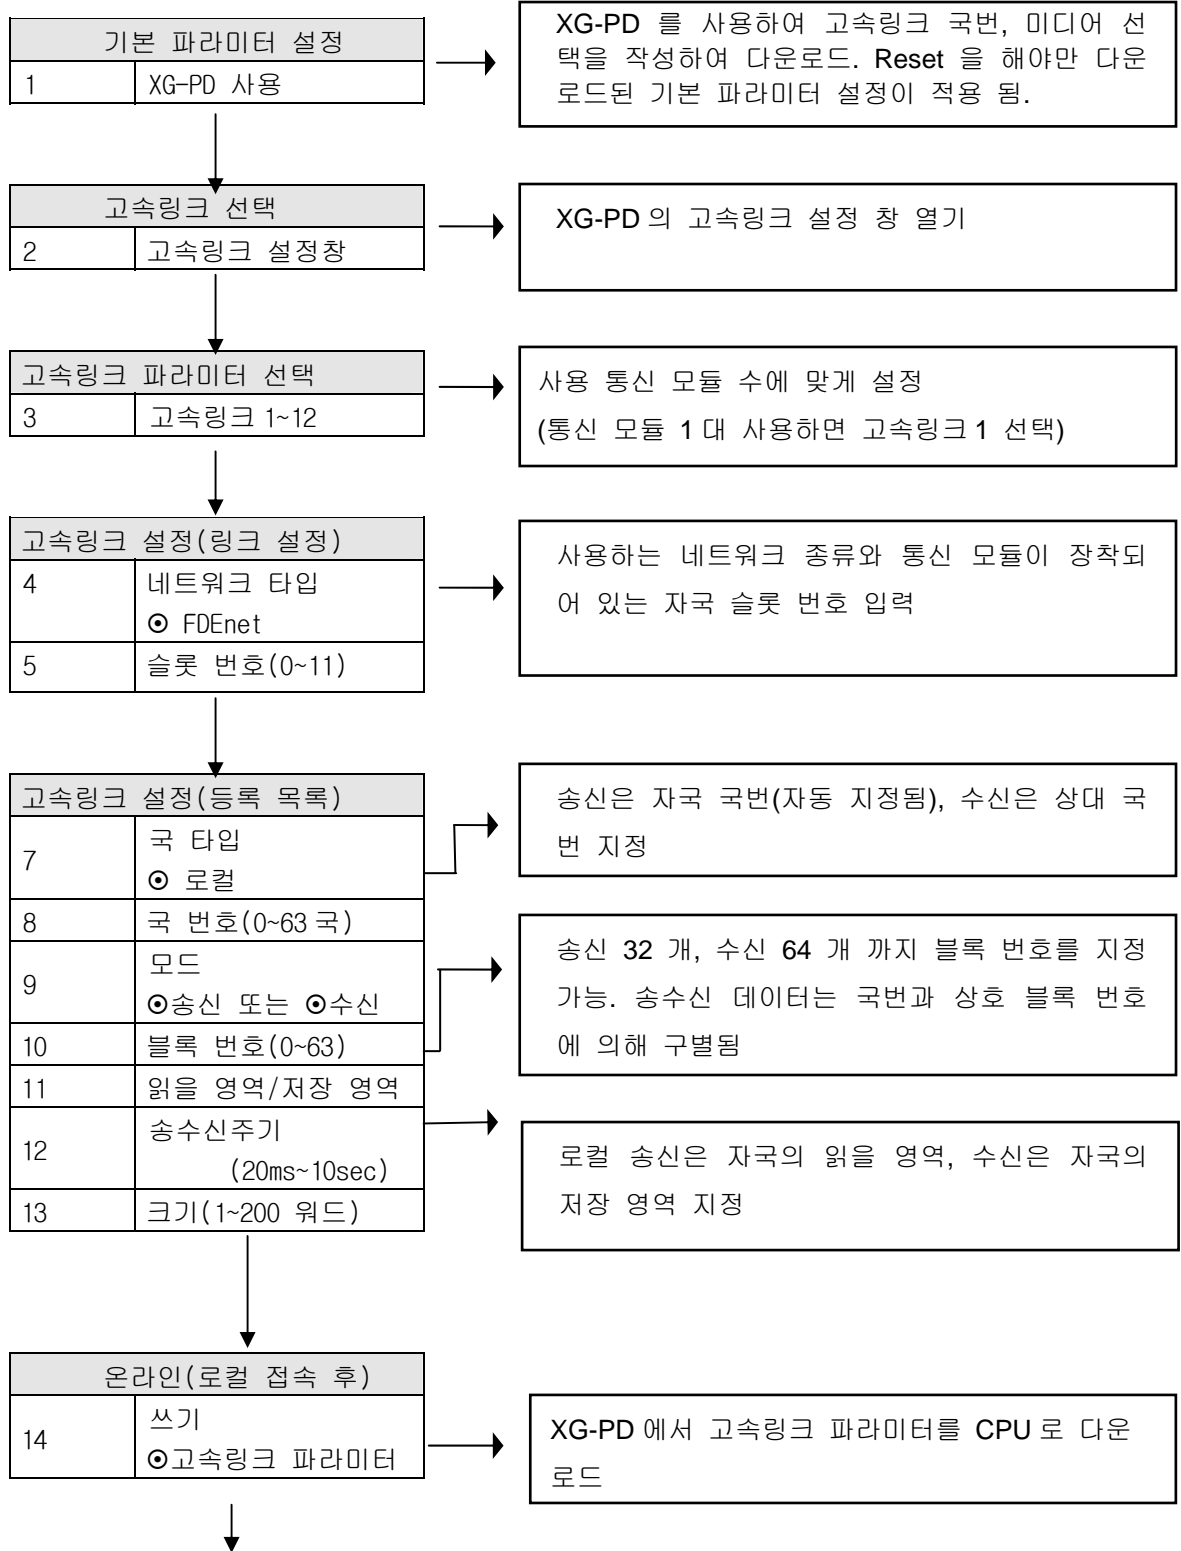 기본 파라미터 설정
1 XG-PD 사용
XG-PD 를 사용하여 고속링크 국번, 미디어 선
택을 작성하여 다운로드. Reset 을 해야만 다운
로드된 기본 파라미터 설정이 적용 됨.
고속링크 선택
2 고속링크 설정창
XG-PD 의 고속링크 설정 창 열기
고속링크 파라미터 선택
3 고속링크 1~12
사용 통신 모듈 수에 맞게 설정
(통신 모듈 1 대 사용하면 고속링크 1 선택)
고속링크 설정(링크 설정)
4 네트워크 타입
⊙ FDEnet
5 슬롯 번호(0~11)
사용하는 네트워크 종류와 통신 모듈이 장착되
어 있는 자국 슬롯 번호 입력
고속링크 설정(등록 목록)
7 국 타입
⊙ 로컬
8 국 번호(0~63 국)
9 모드
⊙송신 또는 ⊙수신
10 블록 번호(0~63)
11 읽을 영역/저장 영역
12 송수신주기
(20ms~10sec)
13 크기(1~200 워드)
송신은 자국 국번(자동 지정됨), 수신은 상대 국
번 지정
송신 32 개, 수신 64 개 까지 블록 번호를 지정
가능. 송수신 데이터는 국번과 상호 블록 번호
에 의해 구별됨
로컬 송신은 자국의 읽을 영역, 수신은 자국의
저장 영역 지정
온라인(로컬 접속 후)
14 쓰기
⊙고속링크 파라미터
XG-PD 에서 고속링크 파라미터를 CPU 로 다운
로드